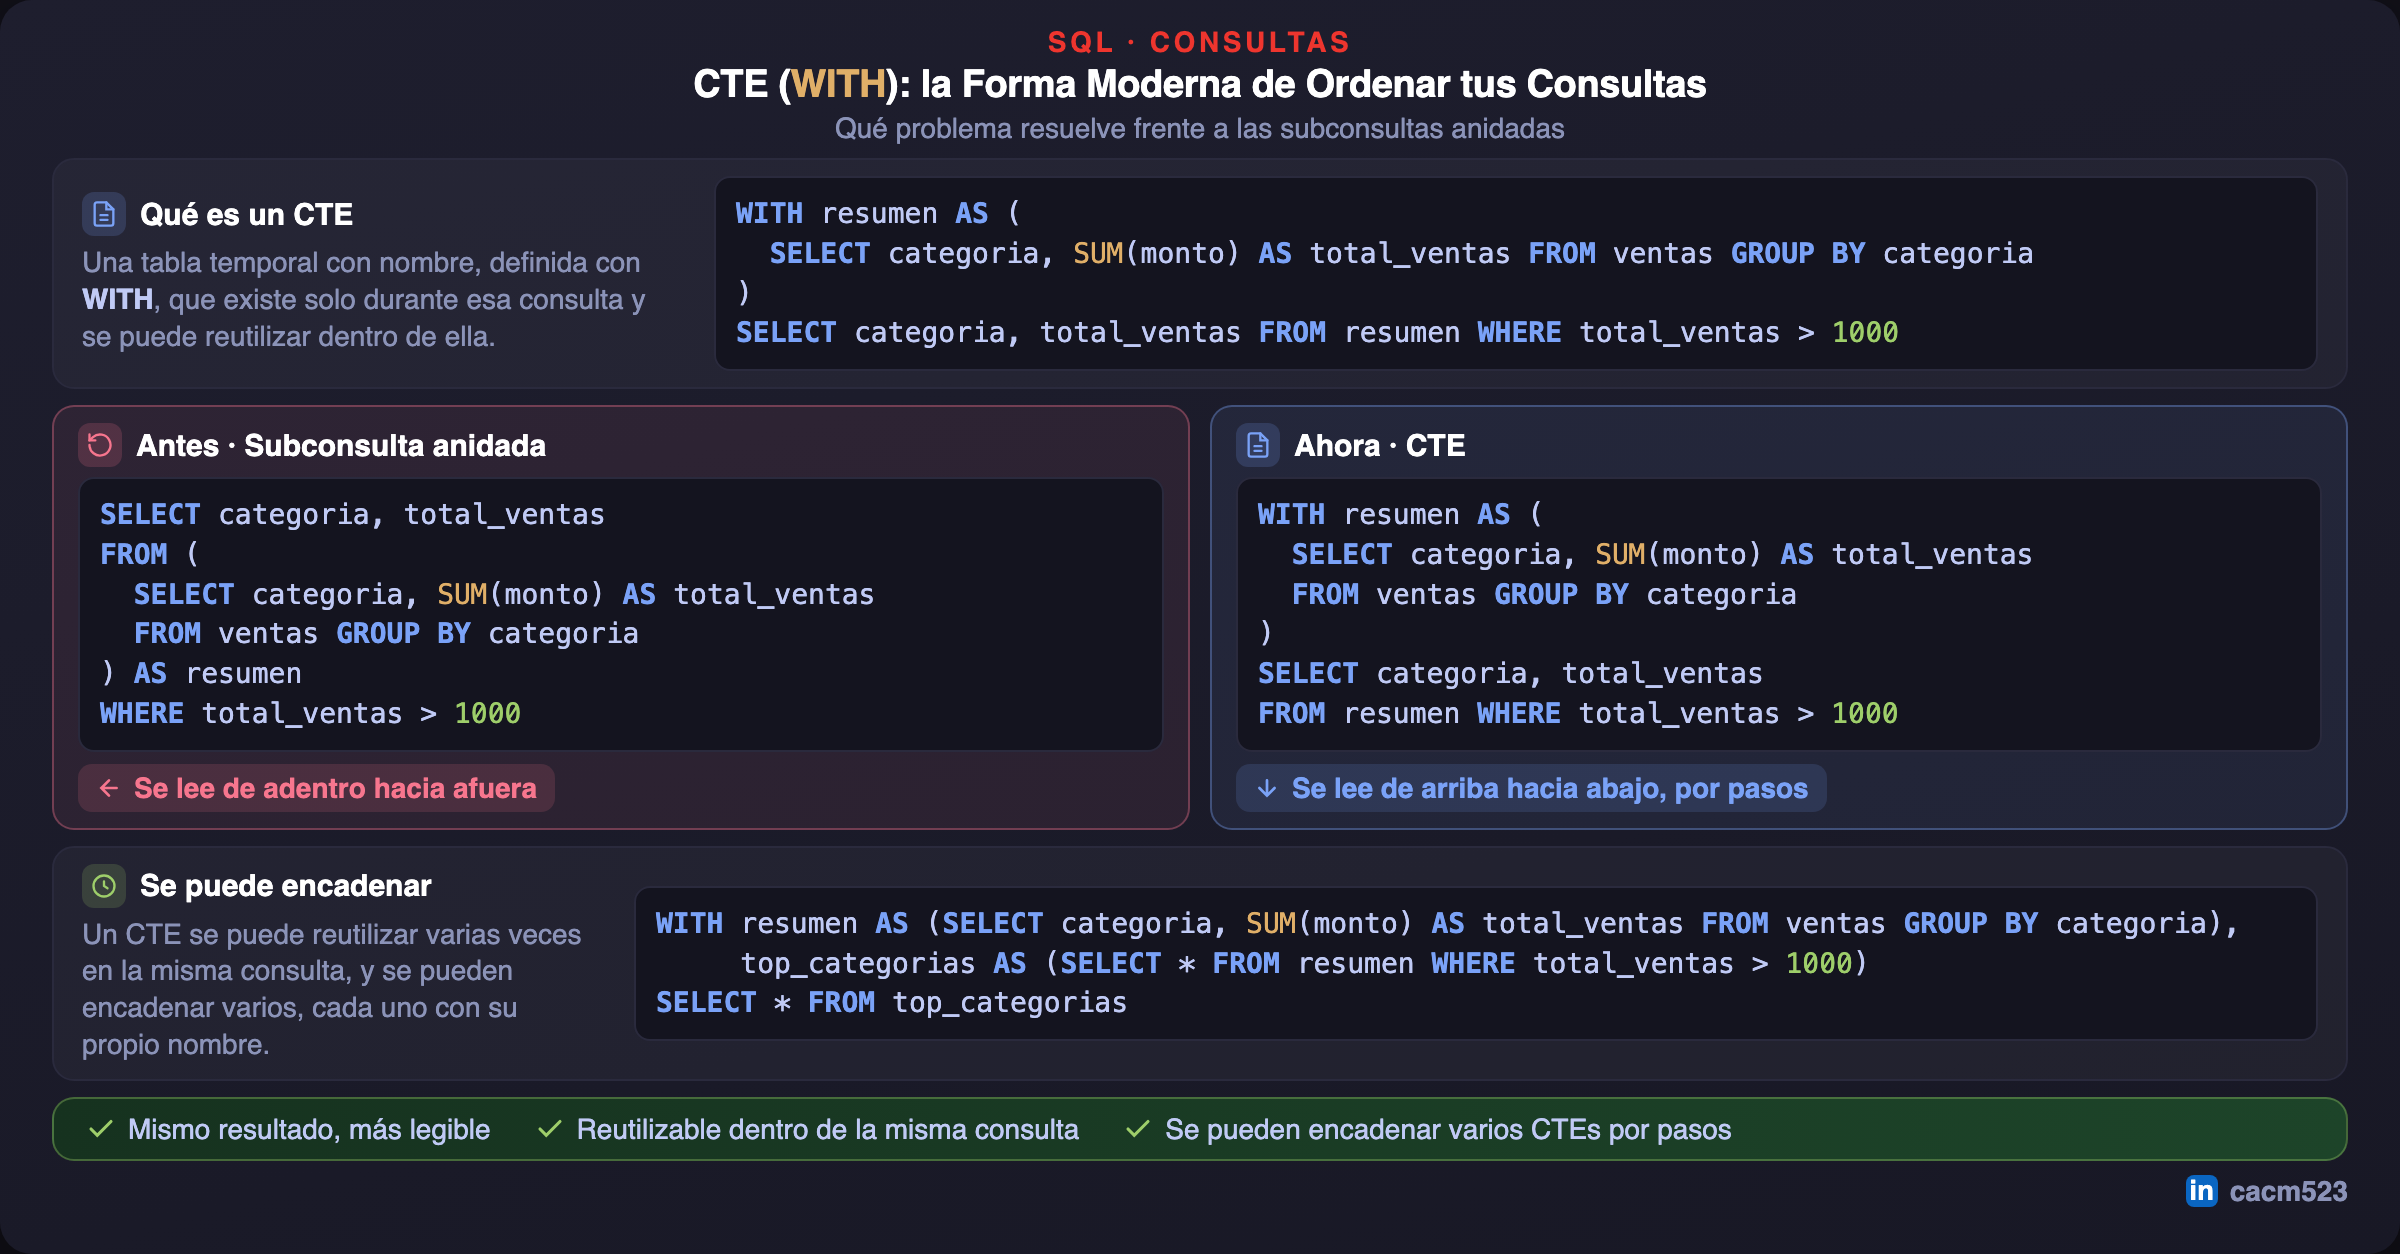 SQL · CONSULTAS
CTE (WITH): la Forma Moderna de Ordenar tus Consultas
Qué problema resuelve frente a las subconsultas anidadas
Qué es un CTE
Una tabla temporal con nombre, definida con
WITH, que existe solo durante esa consulta y
se puede reutilizar dentro de ella.
WITH resumen AS (
  SELECT categoria, SUM(monto) AS total_ventas FROM ventas GROUP BY categoria
)
SELECT categoria, total_ventas FROM resumen WHERE total_ventas > 1000
Antes · Subconsulta anidada
SELECT categoria, total_ventas
FROM (
  SELECT categoria, SUM(monto) AS total_ventas
  FROM ventas GROUP BY categoria
) AS resumen
WHERE total_ventas > 1000
← Se lee de adentro hacia afuera
Ahora · CTE
WITH resumen AS (
  SELECT categoria, SUM(monto) AS total_ventas
  FROM ventas GROUP BY categoria
)
SELECT categoria, total_ventas
FROM resumen WHERE total_ventas > 1000
↓ Se lee de arriba hacia abajo, por pasos
Se puede encadenar
Un CTE se puede reutilizar varias veces
en la misma consulta, y se pueden
encadenar varios, cada uno con su
propio nombre.
WITH resumen AS (SELECT categoria, SUM(monto) AS total_ventas FROM ventas GROUP BY categoria),
     top_categorias AS (SELECT * FROM resumen WHERE total_ventas > 1000)
SELECT * FROM top_categorias
✓ Mismo resultado, más legible ✓ Reutilizable dentro de la misma consulta ✓ Se pueden encadenar varios CTEs por pasos
in cacm523